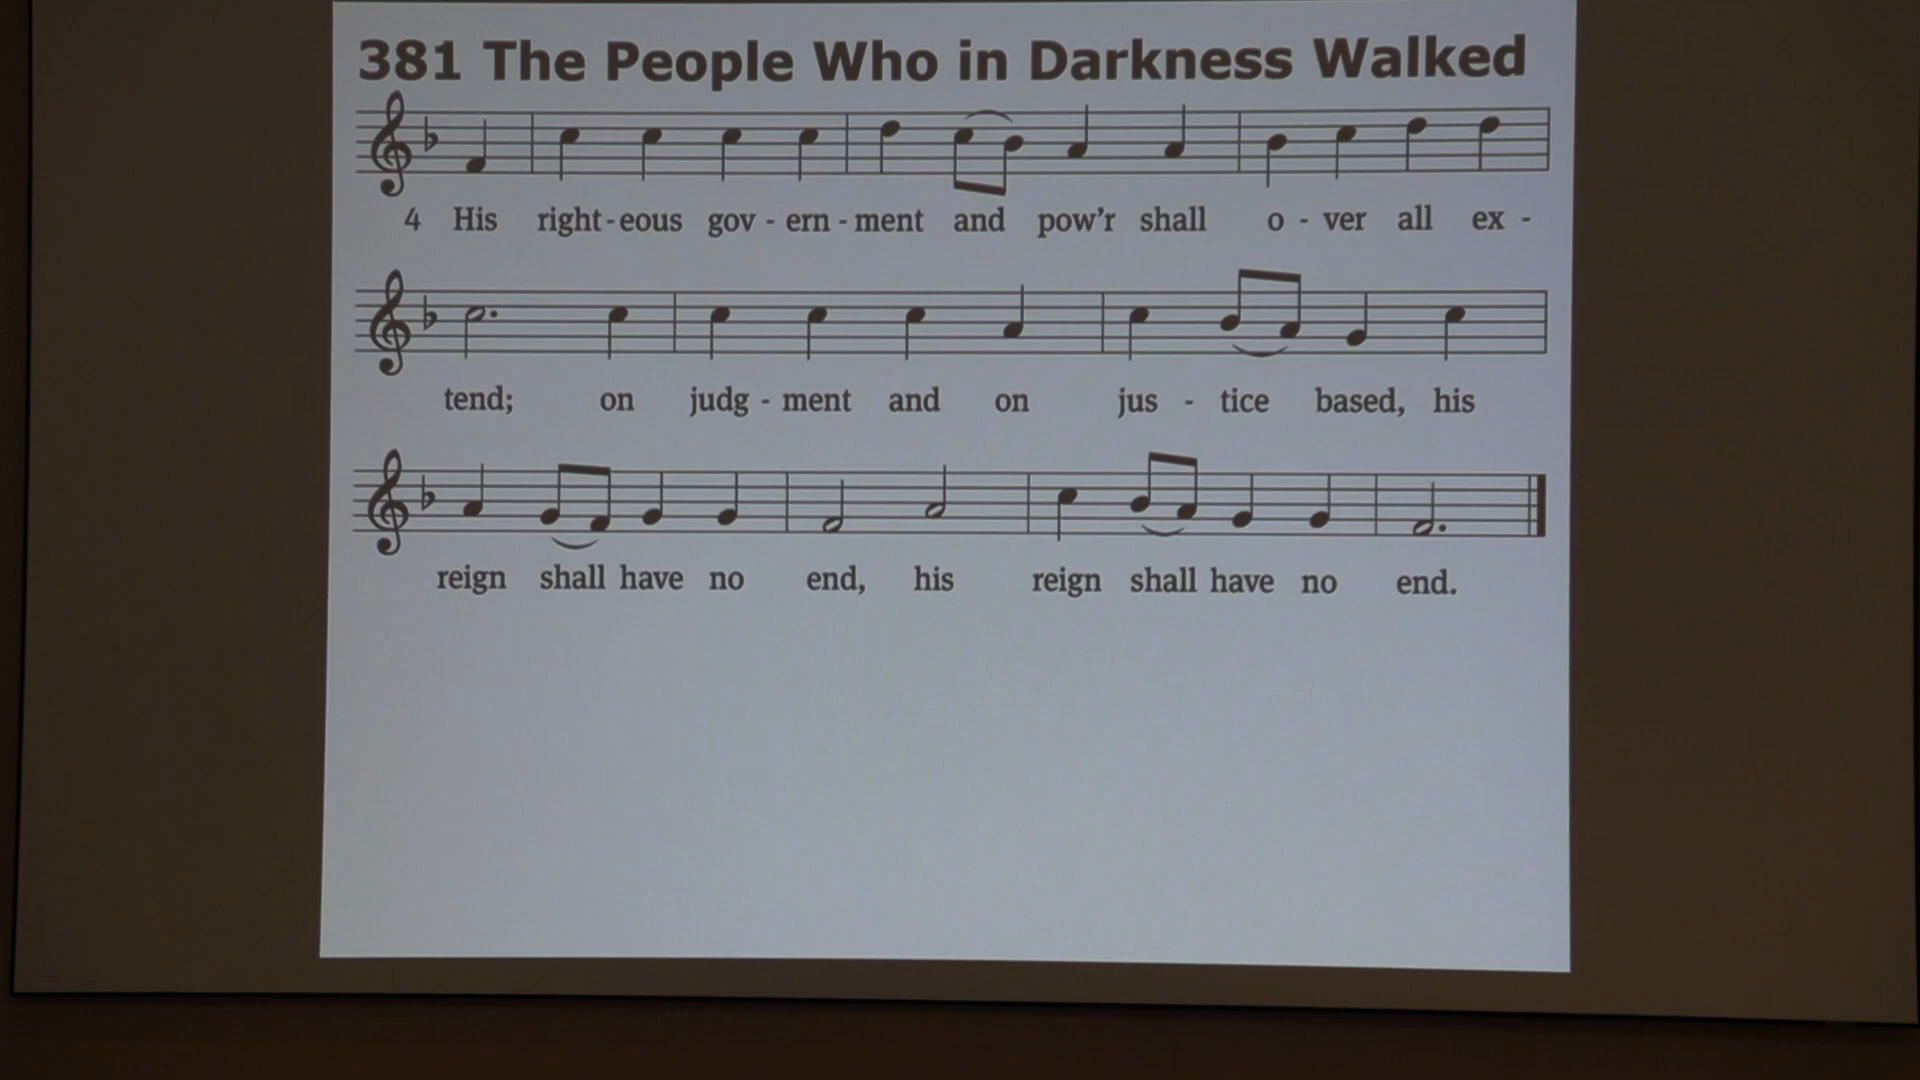 381 The People Who in Darkness Walked
4 His right-eous gov - ern - ment and pow'r shall o - ver all ex -
tend; on judg - ment and on jus - tice based, his
reign shall have no end, his reign shall have no end.